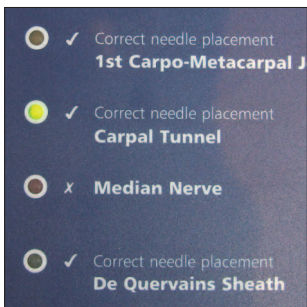 ✓ Correct needle placement
1st Carpo-Metacarpal J
✓ Correct needle placement
Carpal Tunnel
✗ Median Nerve
✓ Correct needle placement
De Quervains Sheath